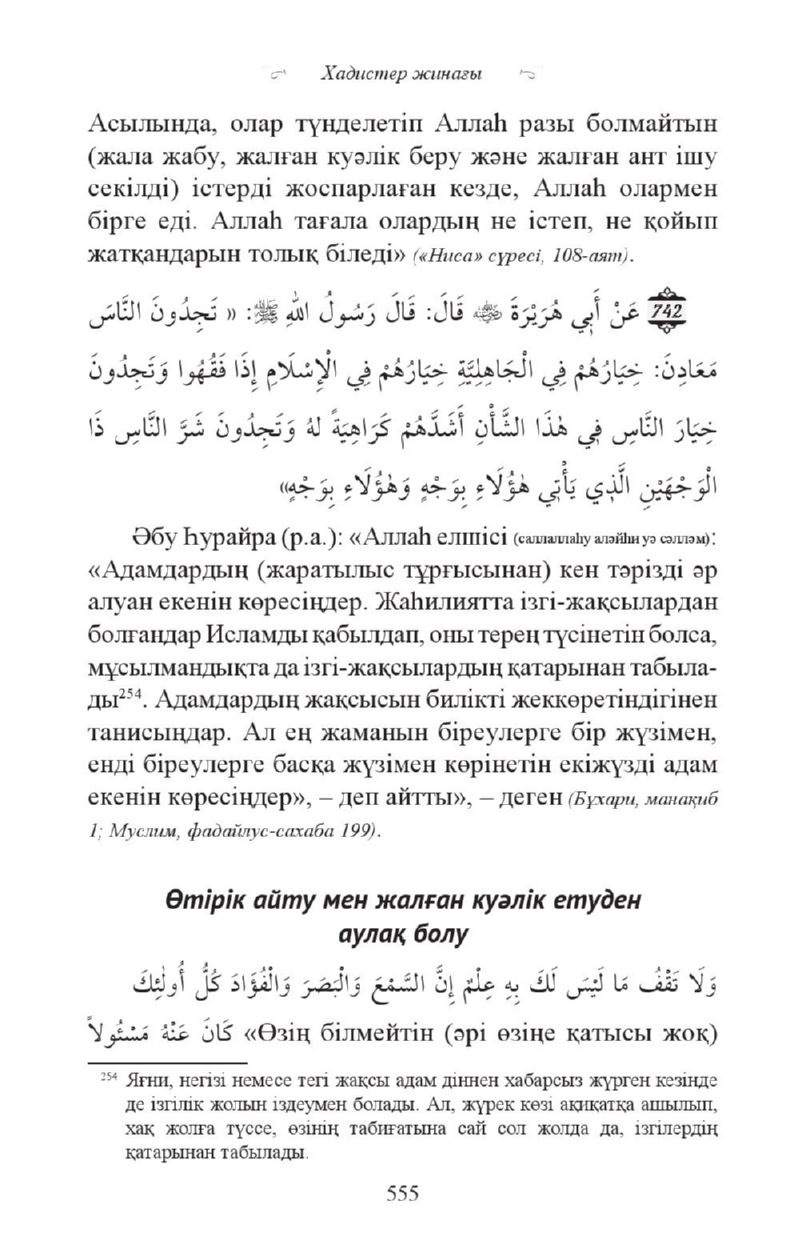 Хадистер жинағы
Асылында, олар түнделетіп Аллаһ разы болмайтын
(жала жабу, жалған куәлік беру және жалған ант ішу
секілді) істерді жоспарлаған кезде, Аллаһ олармен
бірге еді. Аллаһ тағала олардың не істеп, не қойып
жатқандарын толық біледі» («Ниса» сүресі, 108-аят).
742 عَنْ أَبِي هُرَيْرَةَ ﷺ قَالَ: قَالَ رَسُولُ اللهِ ﷺ: « تَجِدُونَ النَّاسَ
مَعَادِنَ: خِيَارُهُمْ فِي الْجَاهِلِيَّةِ خِيَارُهُمْ فِي الْإِسْلَامِ إِذَا فَقُهُوا وَتَجِدُونَ
خِيَارَ النَّاسِ فِي هٰذَا الشَّأْنِ أَشَدَّهُمْ كَرَاهِيَةً لهُ وَتَجِدُونَ شَرَّ النَّاسِ ذَا
الْوَجْهَيْنِ الَّذِي يَأْتِي هٰؤُلَاءِ بِوَجْهٍ وَهٰؤُلَاءِ بِوَجْهٍ»
Әбу Һурайра (р.а.): «Аллаһ елшісі (саллаллаһу аләйһи уә сәлләм):
«Адамдардың (жаратылыс тұрғысынан) кен тәрізді әр
алуан екенін көресіңдер. Жаһилиятта ізгі-жақсылардан
болғандар Исламды қабылдап, оны терең түсінетін болса,
мұсылмандықта да ізгі-жақсылардың қатарынан табыла-
ды²⁵⁴. Адамдардың жақсысын билікті жеккөретіндігінен
танисыңдар. Ал ең жаманын біреулерге бір жүзімен,
енді біреулерге басқа жүзімен көрінетін екіжүзді адам
екенін көресіңдер», – деп айтты», – деген (Бұхари, манақиб
1; Муслим, фадайлус-сахаба 199).
Өтірік айту мен жалған куәлік етуден
аулақ болу
وَلَا تَقْفُ مَا لَيْسَ لَكَ بِهِ عِلْمٌ إِنَّ السَّمْعَ وَالْبَصَرَ وَالْفُؤَادَ كُلُّ أُولٰئِكَ
كَانَ عَنْهُ مَسْئُولاً «Өзің білмейтін (әрі өзіңе қатысы жоқ)
²⁵⁴ Яғни, негізі немесе тегі жақсы адам діннен хабарсыз жүрген кезінде
де ізгілік жолын іздеумен болады. Ал, жүрек көзі ақиқатқа ашылып,
хақ жолға түссе, өзінің табиғатына сай сол жолда да, ізгілердің
қатарынан табылады.
555